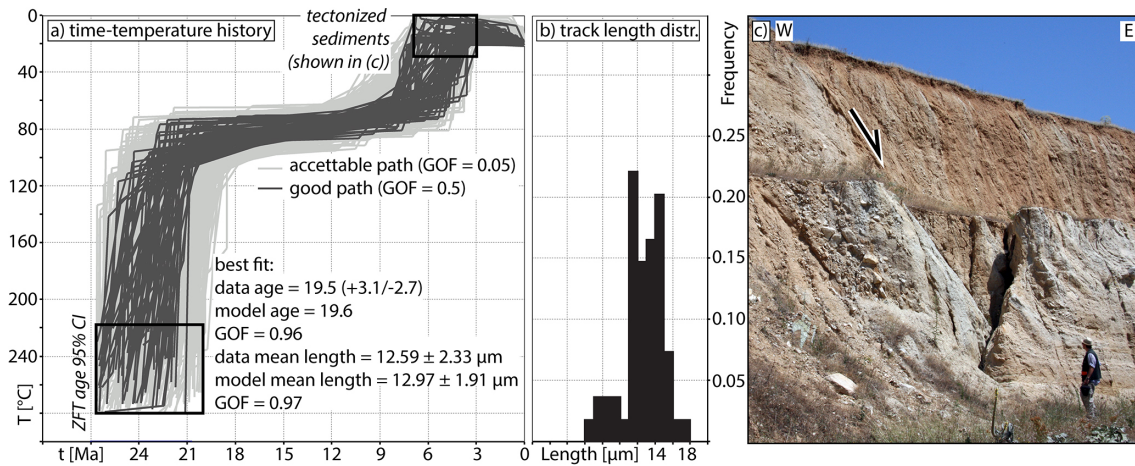 a) time-temperature history
tectonized
sediments
(shown in (c))
0
40
80
120
160
200
240
T [°C]
accettable path (GOF = 0.05)
good path (GOF = 0.5)
best fit:
data age = 19.5 (+3.1/-2.7)
model age = 19.6
GOF = 0.96
data mean length = 12.59 ± 2.33 µm
model mean length = 12.97 ± 1.91 µm
GOF = 0.97
ZFT age 95% CI
t [Ma] 24 21 18 15 12 9 6 3 0
b) track length distr.
Frequency
0.25
0.20
0.15
0.10
0.05
Length [µm] 14 18
c) W
E